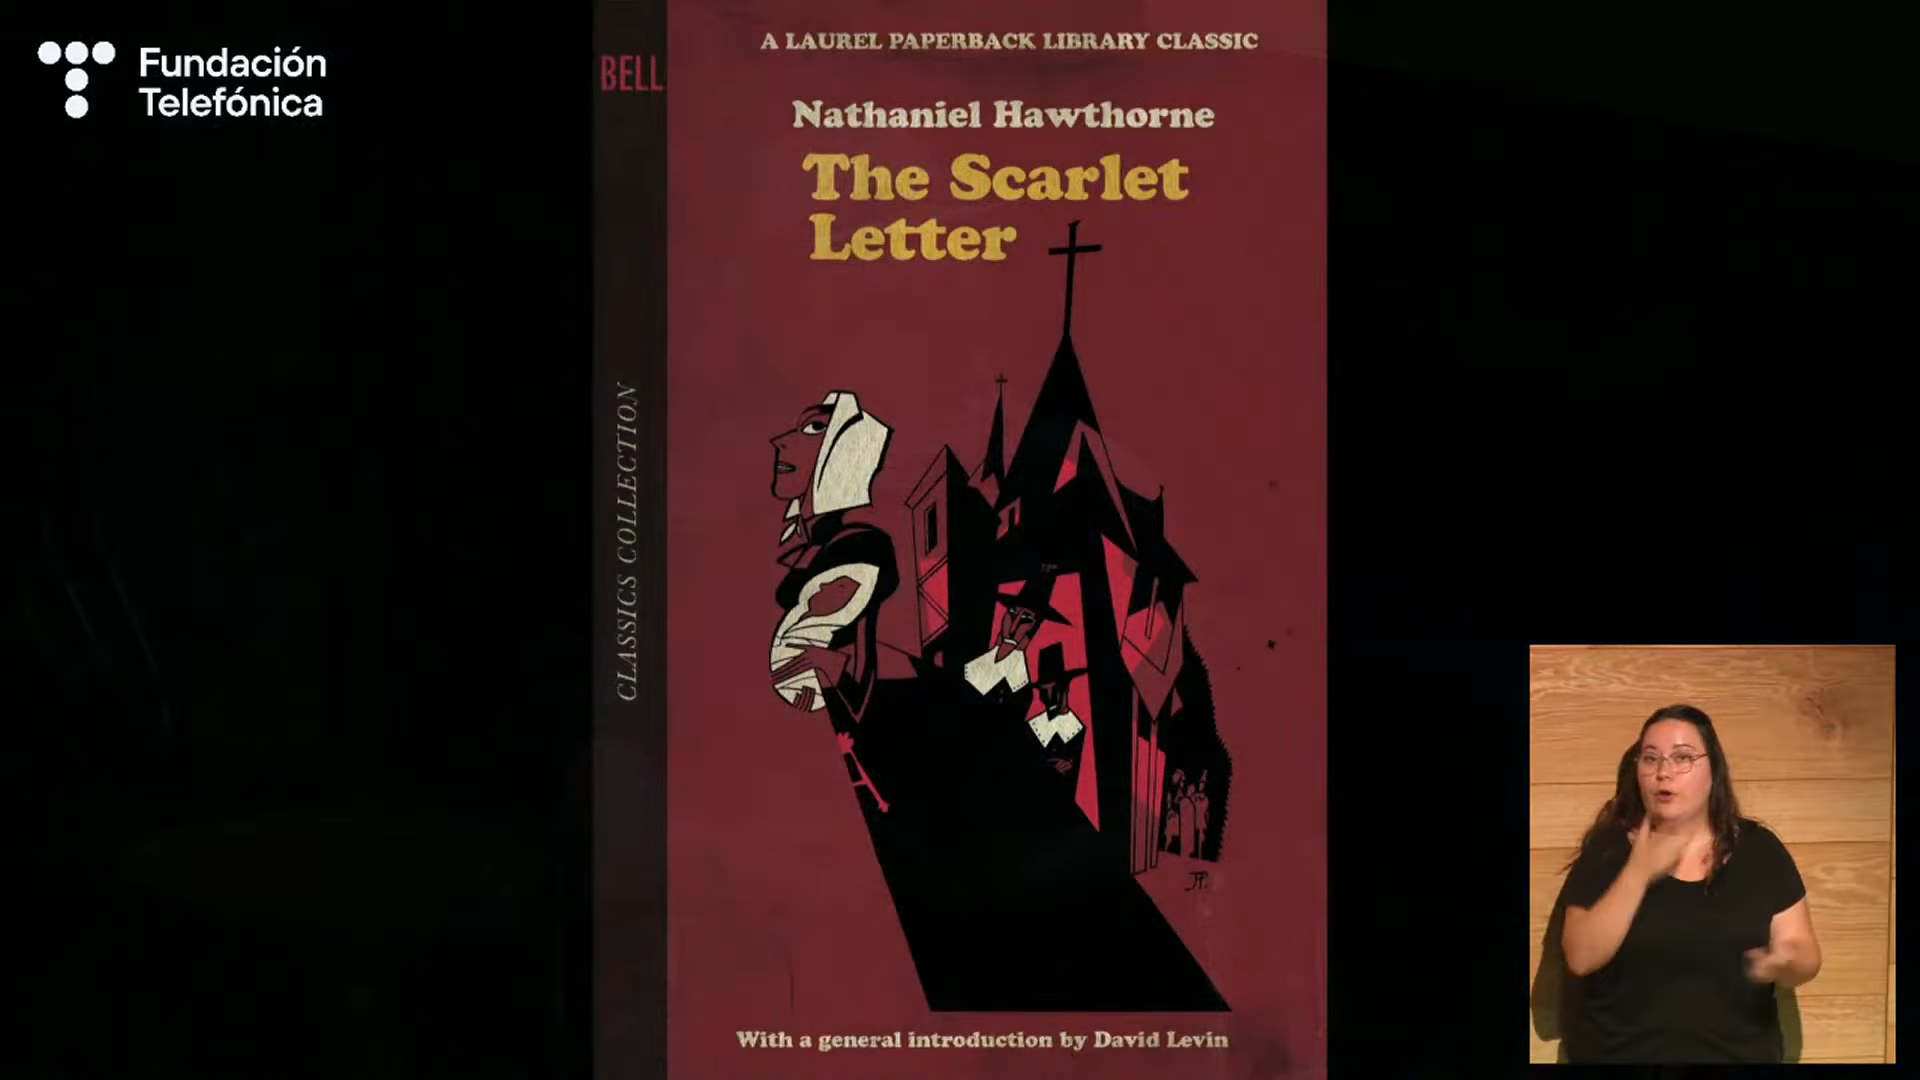 Fundación
Telefónica
BELL
CLASSICS COLLECTION
A LAUREL PAPERBACK LIBRARY CLASSIC
Nathaniel Hawthorne
The Scarlet
Letter
A
JP.
With a general introduction by David Levin